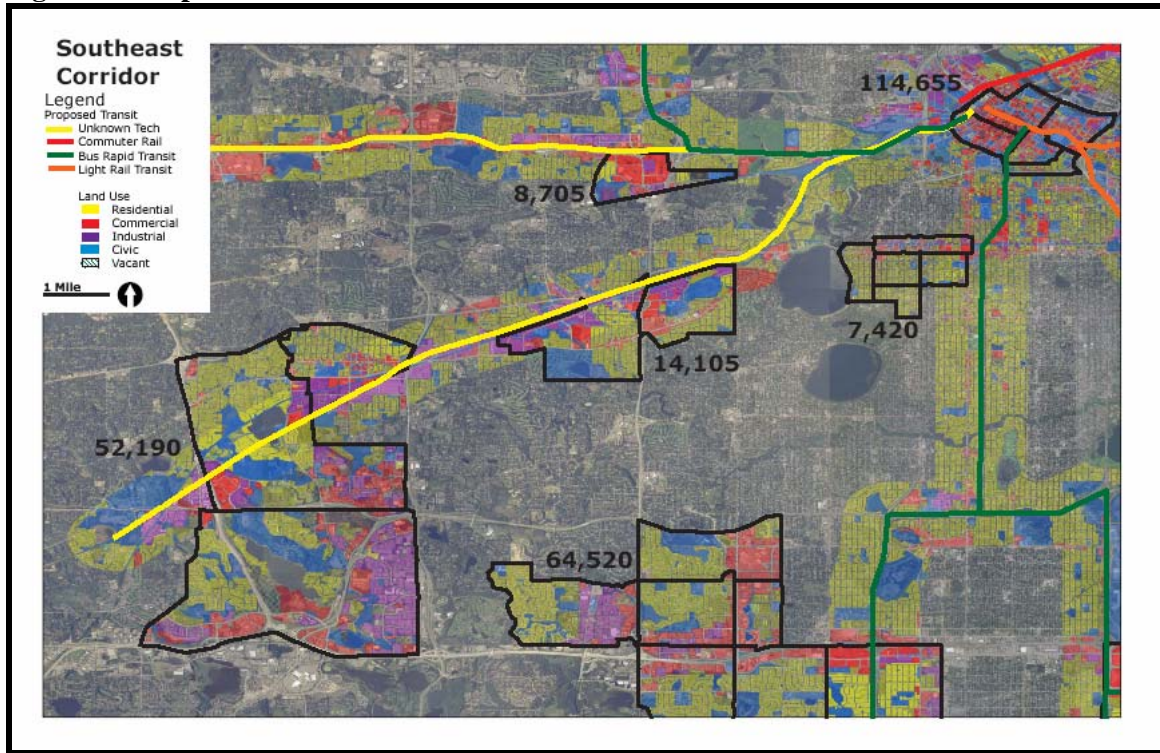 Southeast
Corridor
Legend
Proposed Transit
Unknown Tech
Commuter Rail
Bus Rapid Transit
Light Rail Transit
Land Use
Residential
Commercial
Industrial
Civic
Vacant
1 Mile
114,655
8,705
7,420
14,105
52,190
64,520